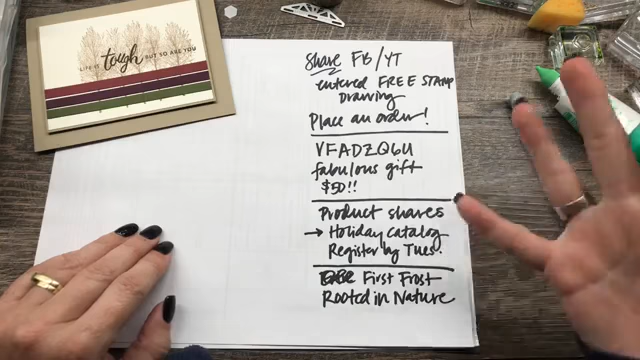 LIFE IS tough BUT SO ARE YOU
Share FB/YT
entered FREE STAMP
Drawing
Place an order!
VFADZQ6U
fabulous gift
$50!!
Product shares
→ Holiday Catalog
Register by Tues.
First Frost
Rooted in Nature